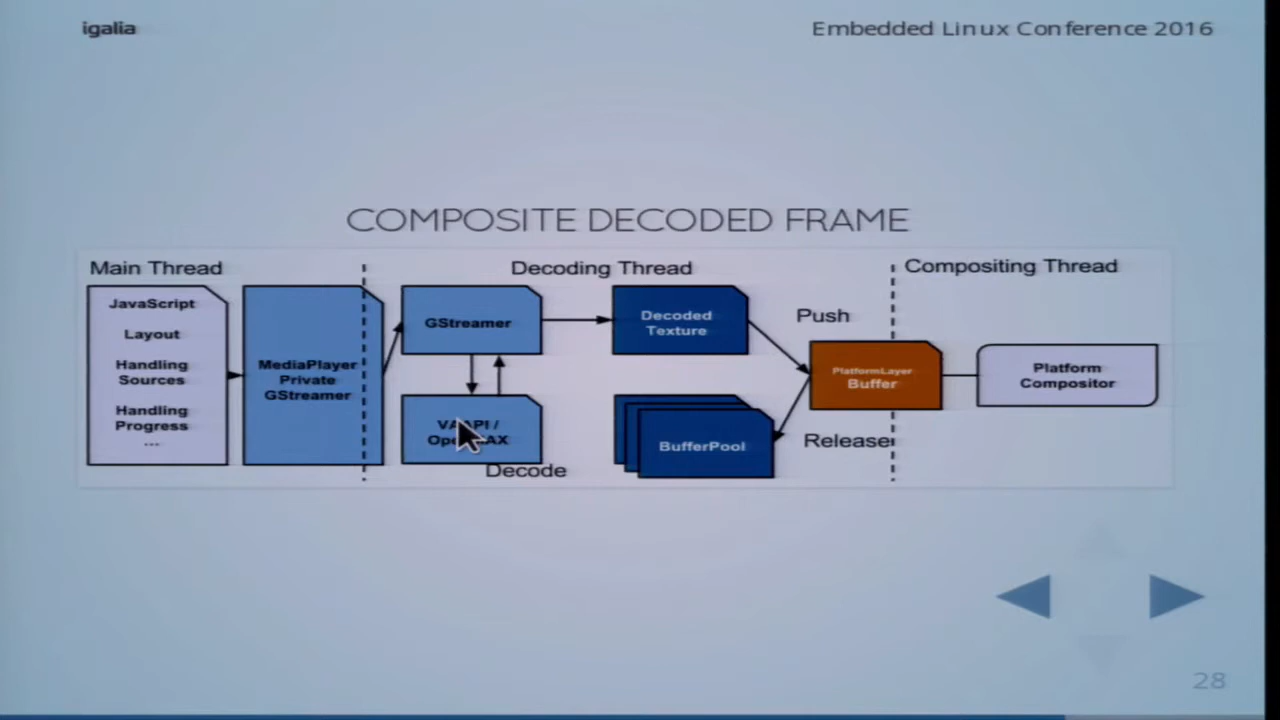 igalia
Embedded Linux Conference 2016
COMPOSITE DECODED FRAME
Main Thread
Decoding Thread
Compositing Thread
JavaScript
Layout
Handling
Sources
Handling
Progress
...
MediaPlayer
Private
GStreamer
GStreamer
Decode
Decoded
Texture
BufferPool
Push
PlatformLayer
Buffer
Release
Platform
Compositor
28